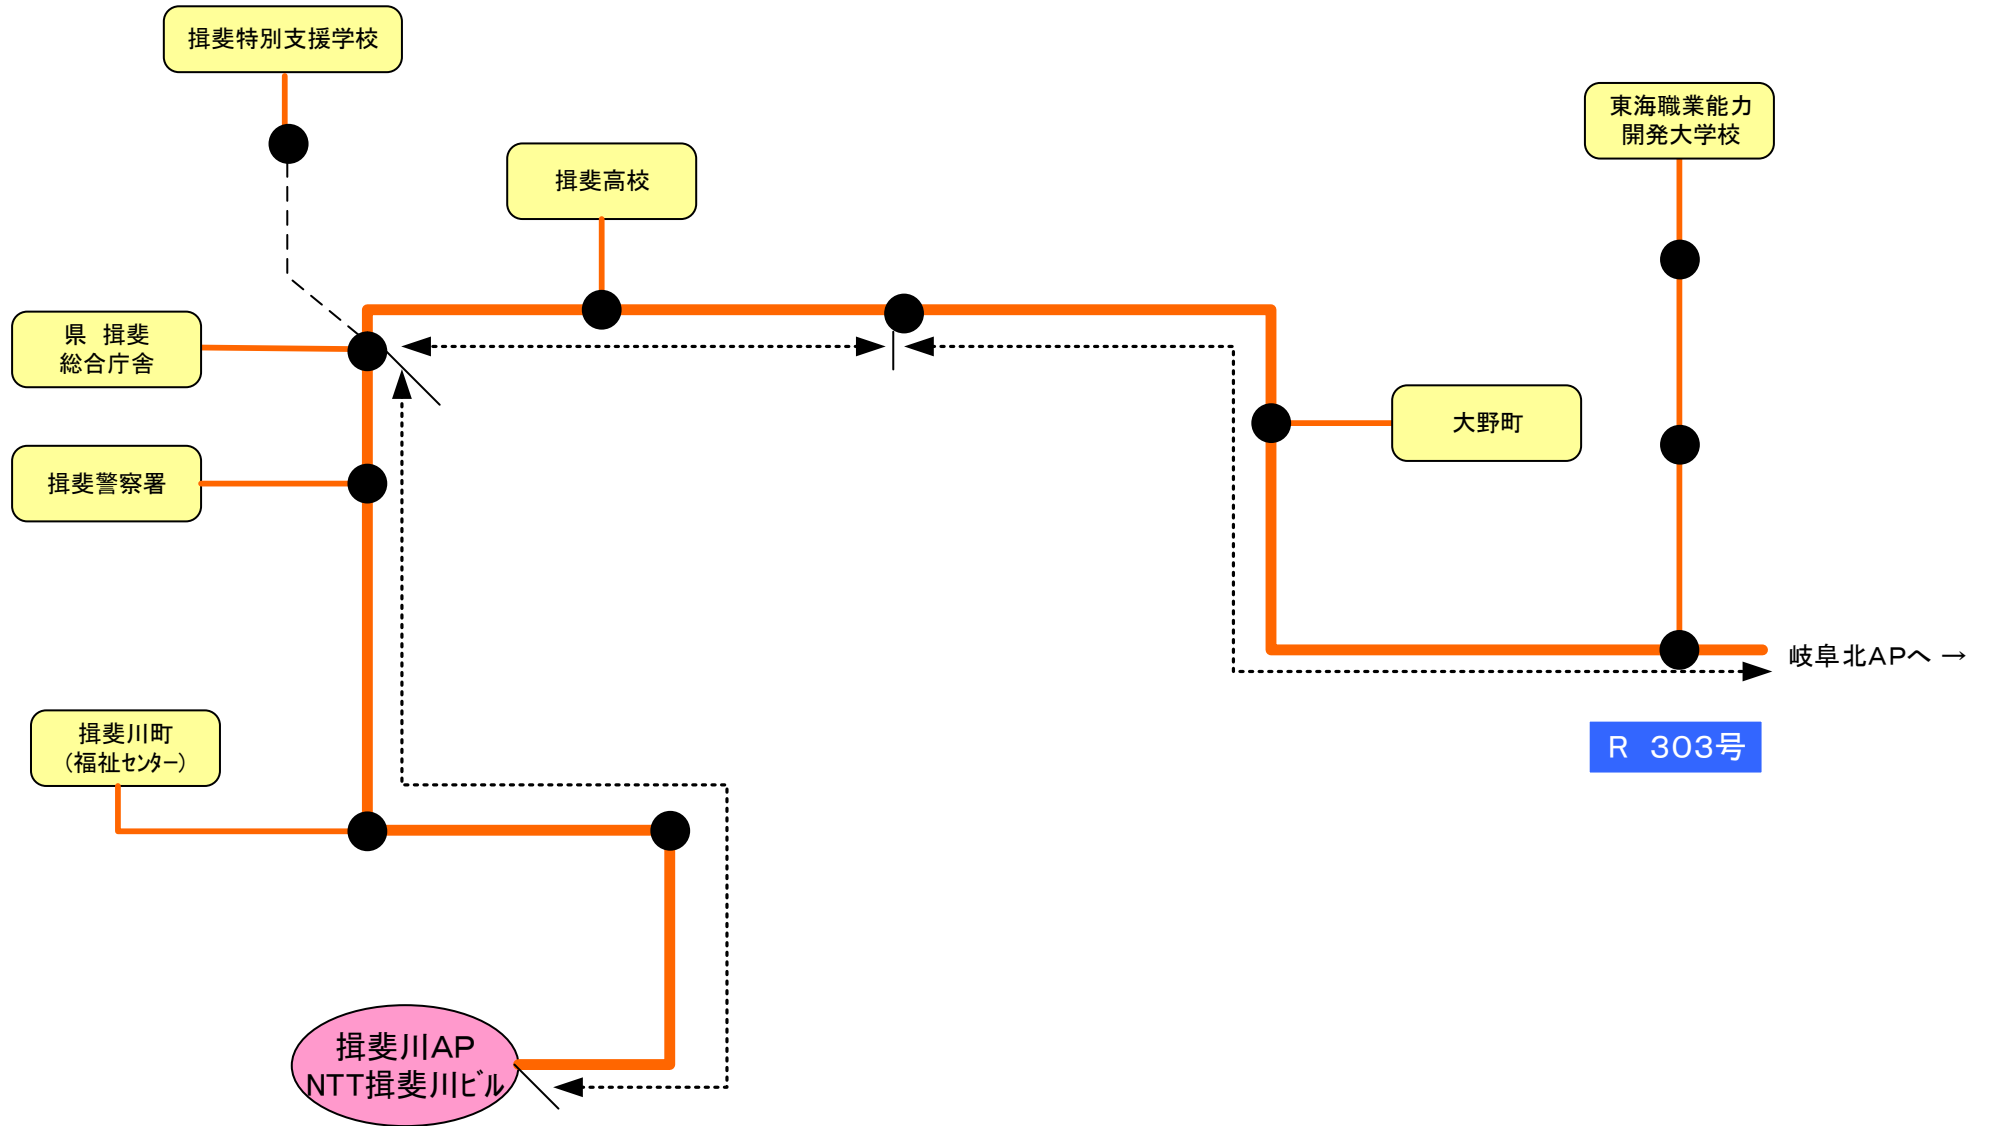 揖斐特別支援学校
東海職業能力
開発大学校
揖斐高校
県　揖斐
総合庁舎
大野町
揖斐警察署
岐阜北APへ →
揖斐川町
（福祉センター）
R　303号
揖斐川AP
NTT揖斐川ビル